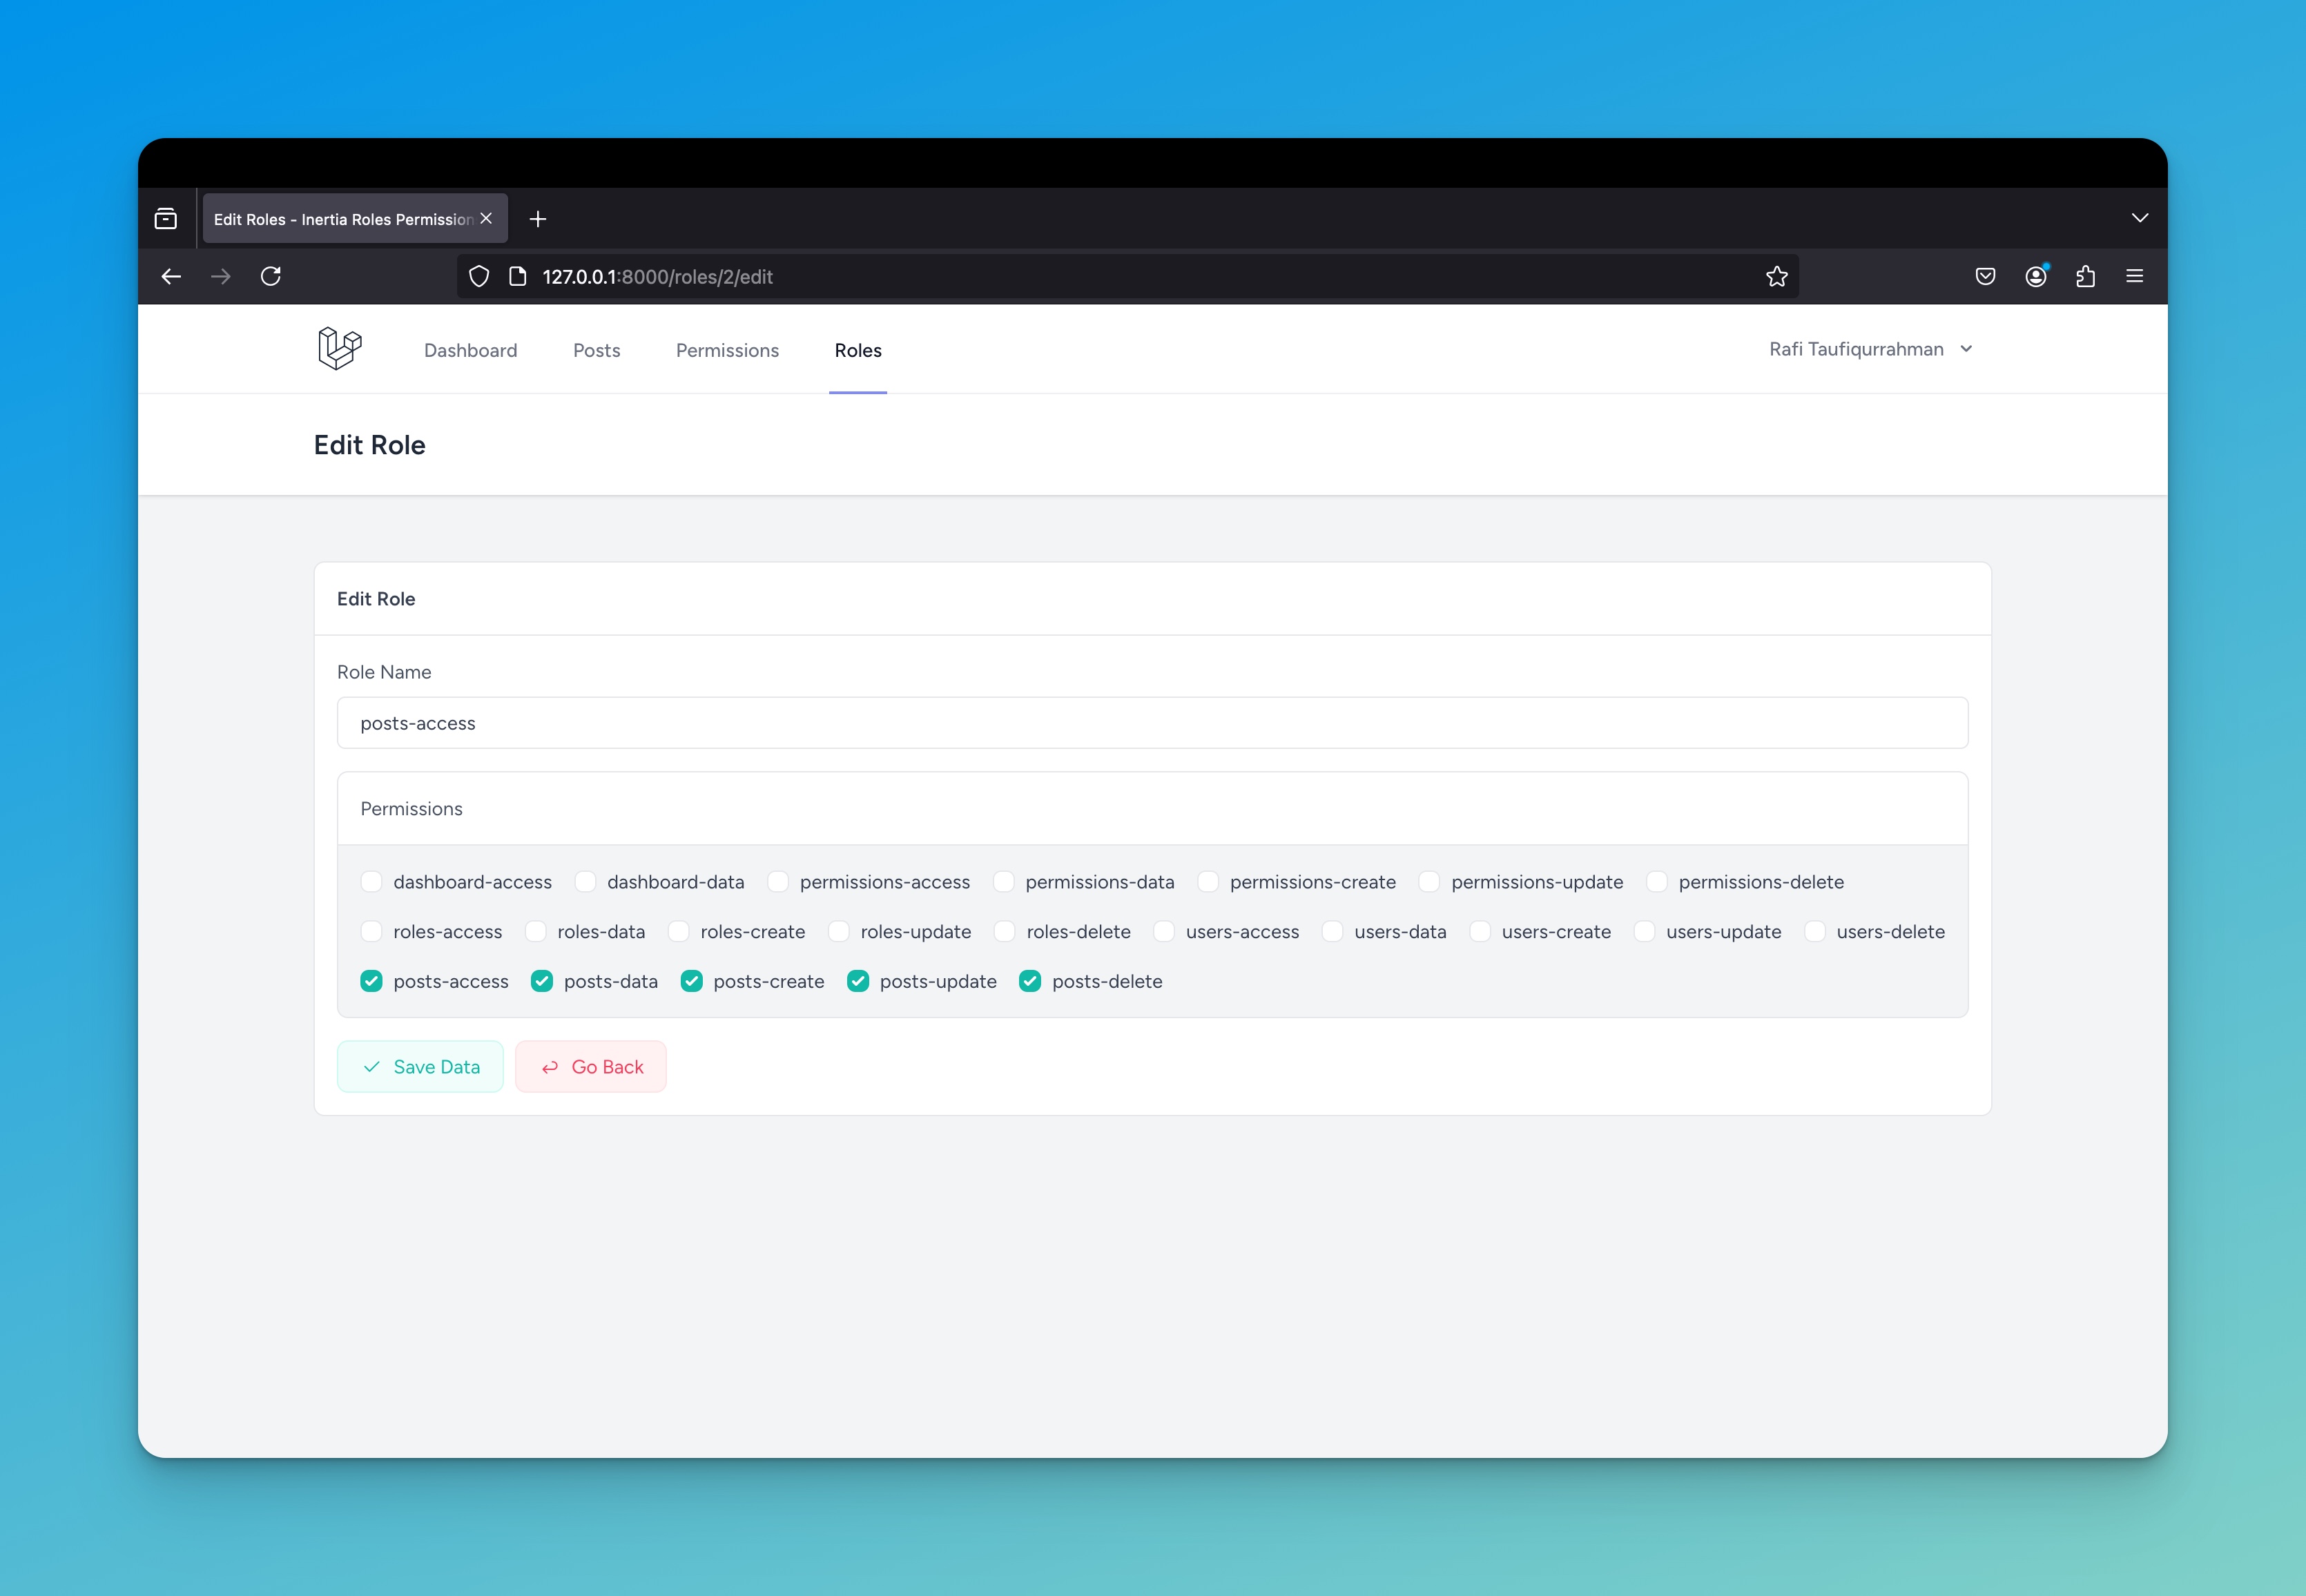 Edit Roles - Inertia Roles Permission
127.0.0.1:8000/roles/2/edit
Dashboard Posts Permissions Roles Rafi Taufiqurrahman
Edit Role
Edit Role
Role Name
posts-access
Permissions
dashboard-access dashboard-data permissions-access permissions-data permissions-create permissions-update permissions-delete
roles-access roles-data roles-create roles-update roles-delete users-access users-data users-create users-update users-delete
posts-access posts-data posts-create posts-update posts-delete
Save Data Go Back